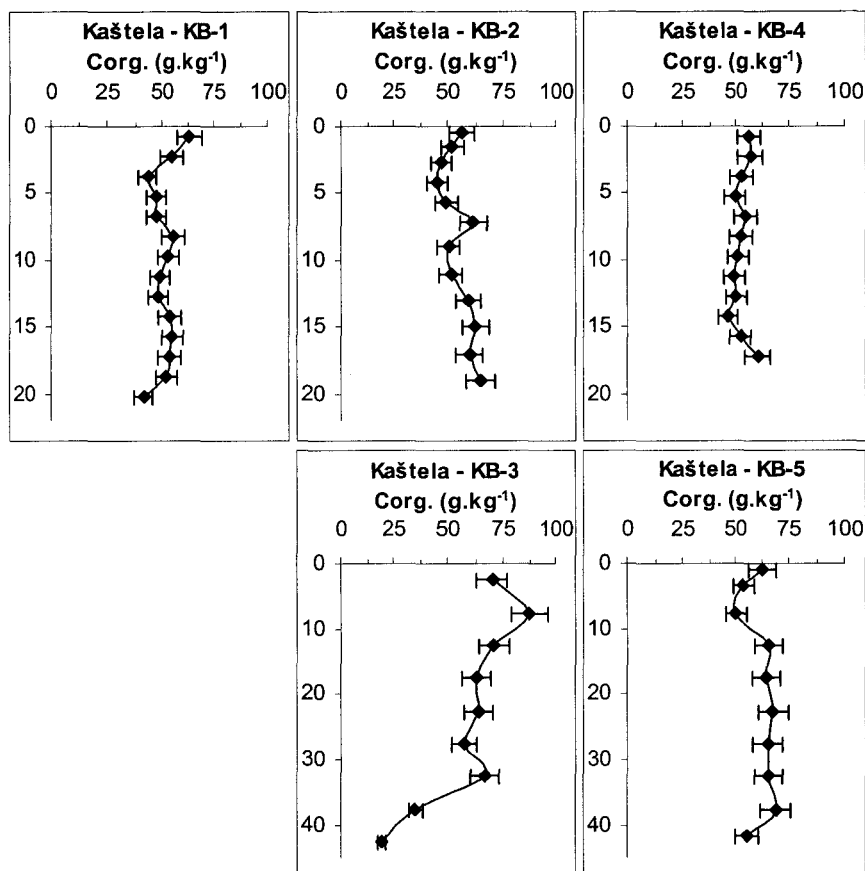 Kaštela - KB-1
Corg. (g.kg-1)
0 25 50 75 100
0
5
10
15
20
Kaštela - KB-2
Corg. (g.kg-1)
0 25 50 75 100
0
5
10
15
20
Kaštela - KB-4
Corg. (g.kg-1)
0 25 50 75 100
0
5
10
15
20
Kaštela - KB-3
Corg. (g.kg-1)
0 25 50 75 100
0
10
20
30
40
Kaštela - KB-5
Corg. (g.kg-1)
0 25 50 75 100
0
10
20
30
40